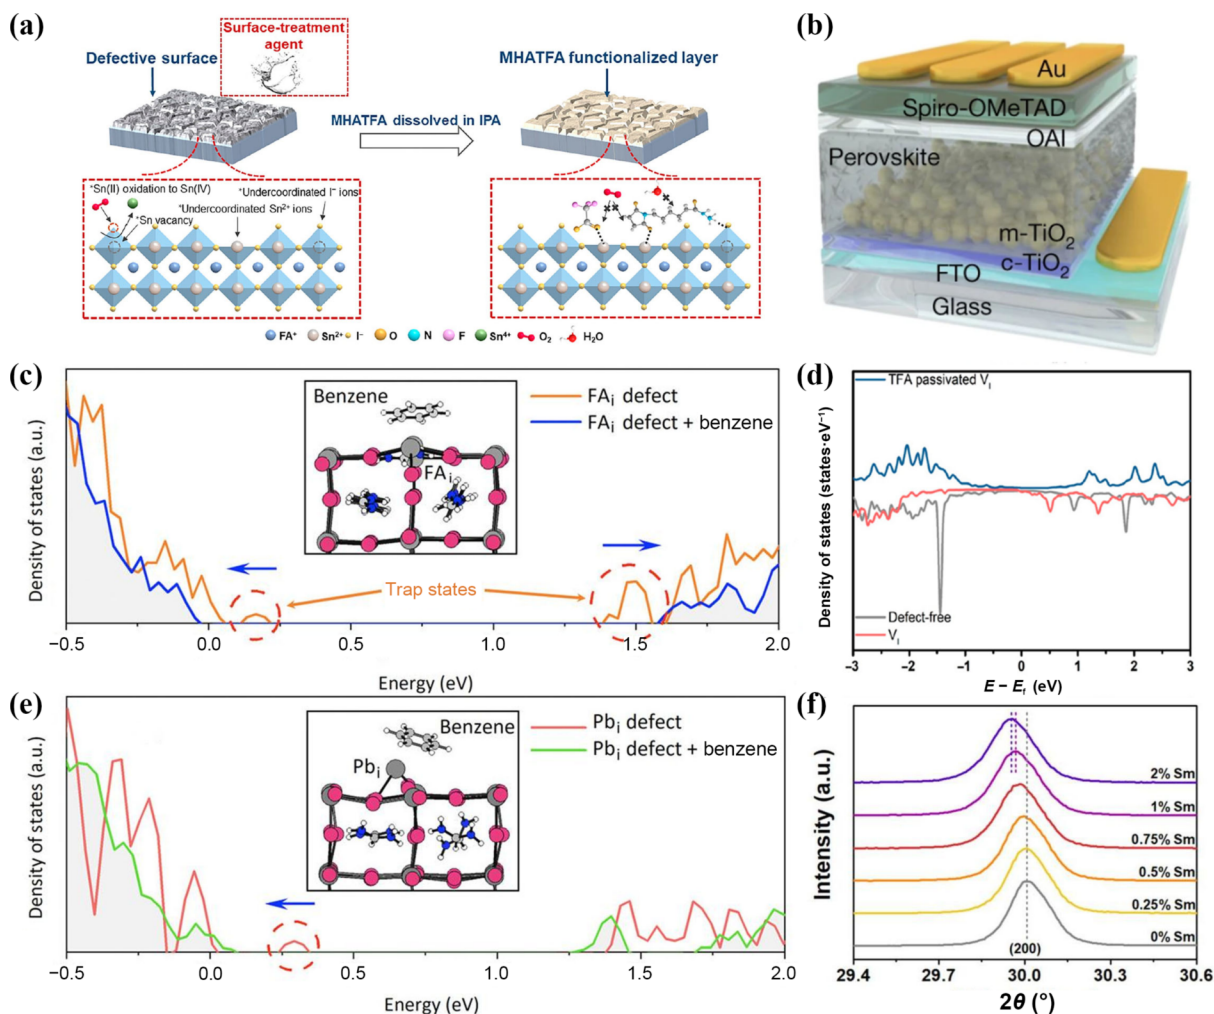 (a)
Surface-treatment
agent
Defective surface
MHATFA functionalized layer
MHATFA dissolved in IPA
*Sn(II) oxidation to Sn(IV)
*Undercoordinated I⁻ ions
*Undercoordinated Sn²⁺ ions
*Sn vacancy
FA⁺ Sn²⁺ I⁻ O N F Sn⁴⁺ O₂ H₂O
(b)
Au
Spiro-OMeTAD
OAI
Perovskite
m-TiO₂
c-TiO₂
FTO
Glass
(c)
Benzene
FAᵢ
FAᵢ defect
FAᵢ defect + benzene
Trap states
Density of states (a.u.)
−0.5 0.0 0.5 1.0 1.5 2.0
Energy (eV)
(d)
TFA passivated V_I
Defect-free
V_I
Density of states (states·eV⁻¹)
−3 −2 −1 0 1 2 3
E − E_f (eV)
(e)
Benzene
Pbᵢ
Pbᵢ defect
Pbᵢ defect + benzene
Density of states (a.u.)
−0.5 0.0 0.5 1.0 1.5 2.0
Energy (eV)
(f)
2% Sm
1% Sm
0.75% Sm
0.5% Sm
0.25% Sm
0% Sm
(200)
Intensity (a.u.)
29.4 29.7 30.0 30.3 30.6
2θ (°)